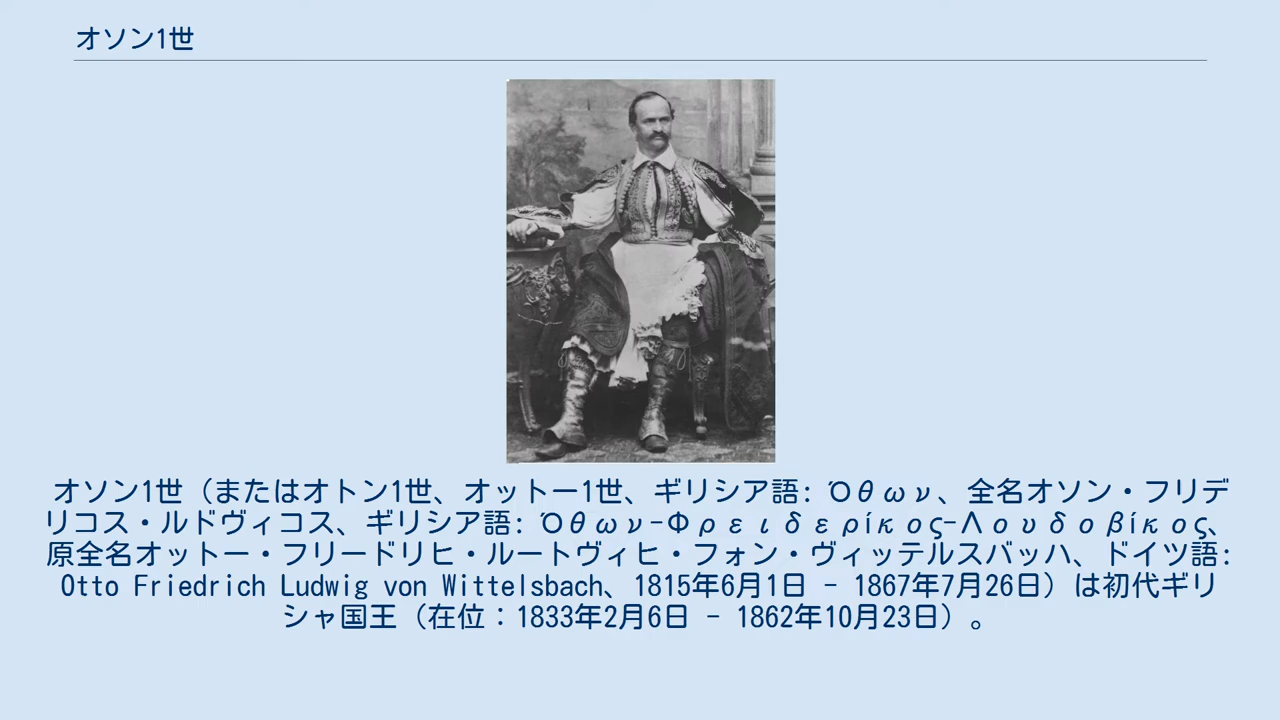 オソン1世
オソン1世（またはオトン1世、オットー1世、ギリシア語: Όθων、全名オソン・フリデ
リコス・ルドヴィコス、ギリシア語: Όθων-Φρειδερίκος-Λουδοβίκος、
原全名オットー・フリードリヒ・ルートヴィヒ・フォン・ヴィッテルスバッハ、ドイツ語:
Otto Friedrich Ludwig von Wittelsbach、1815年6月1日 - 1867年7月26日）は初代ギリ
シャ国王（在位：1833年2月6日 - 1862年10月23日）。